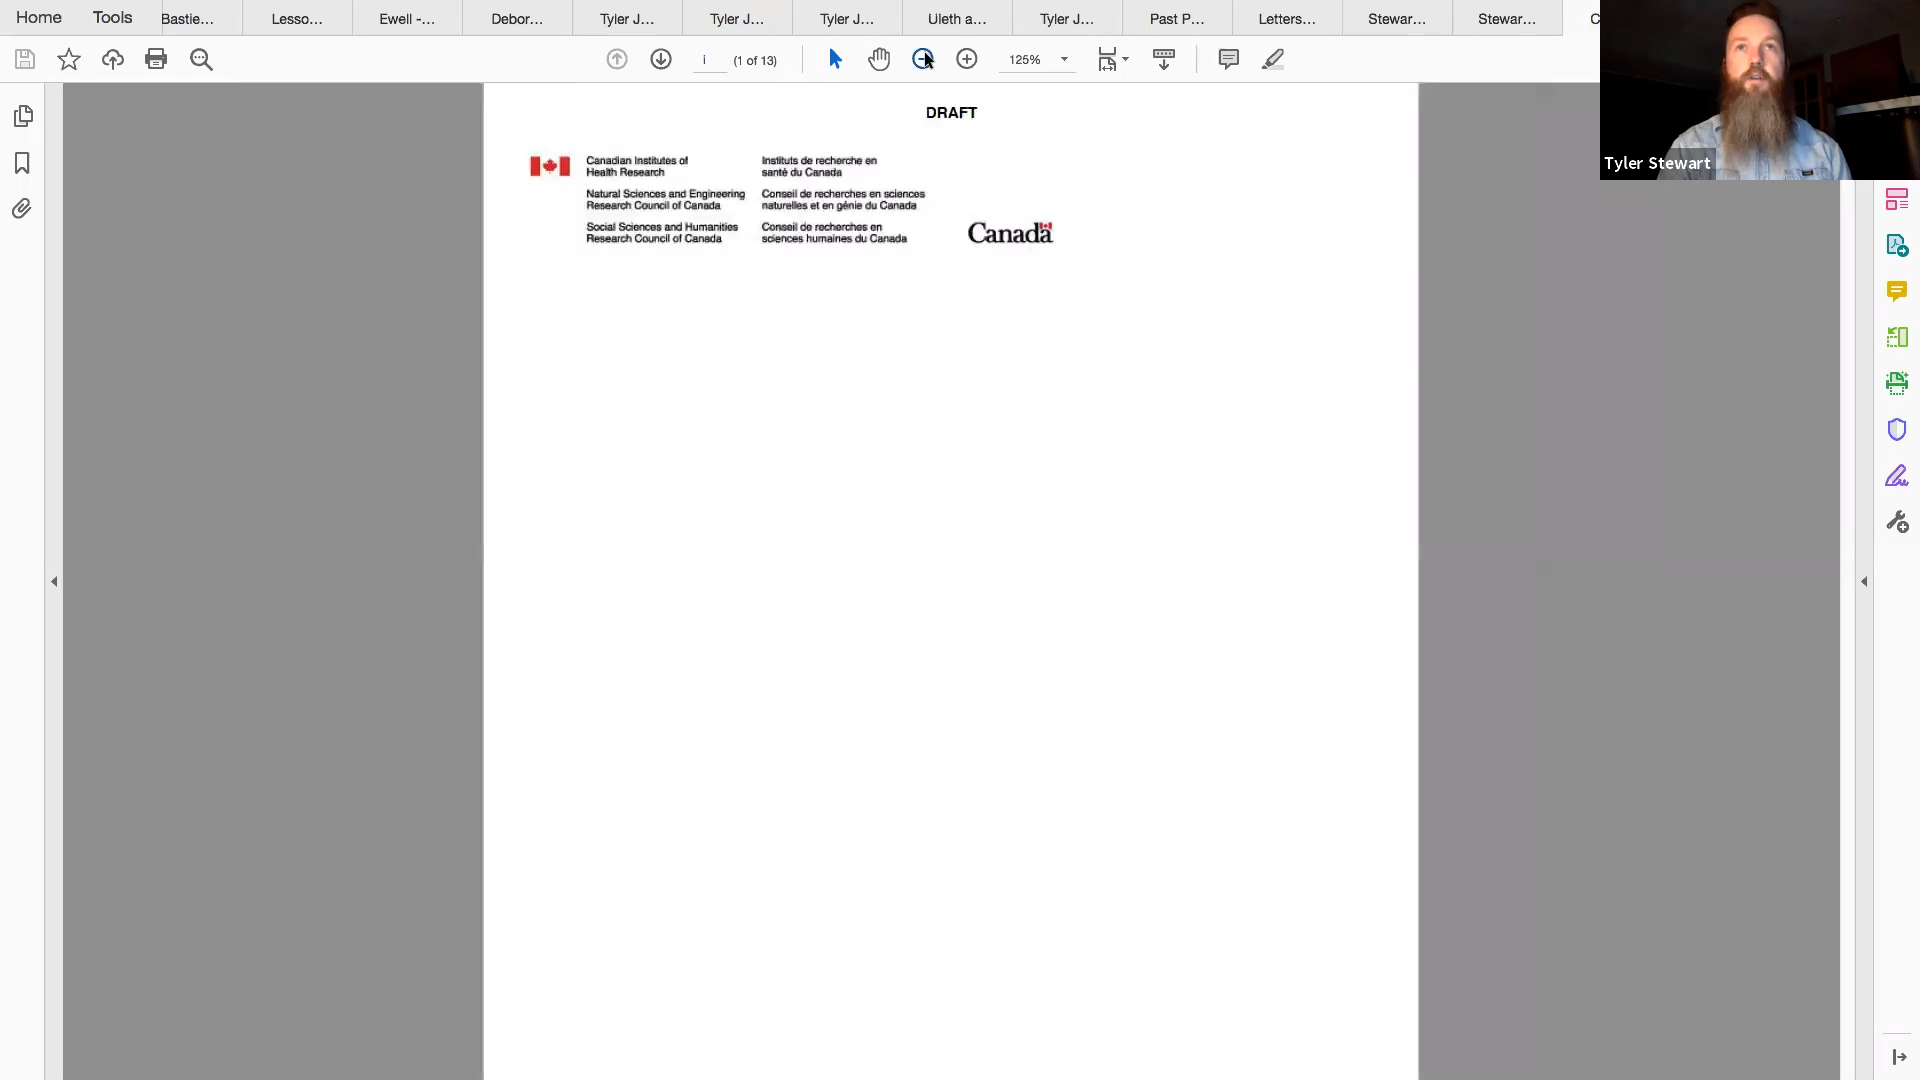 Home
Tools
Bastie...
Lesso...
Ewell -...
Debor...
Tyler J...
Tyler J...
Tyler J...
Uleth a...
Tyler J...
Past P...
Letters...
Stewar...
Stewar...
C
i
(1 of 13)
125%
Tyler Stewart
DRAFT
Canadian Institutes of
Health Research
Instituts de recherche en
santé du Canada
Natural Sciences and Engineering
Research Council of Canada
Conseil de recherches en sciences
naturelles et en génie du Canada
Social Sciences and Humanities
Research Council of Canada
Conseil de recherches en
sciences humaines du Canada
Canada